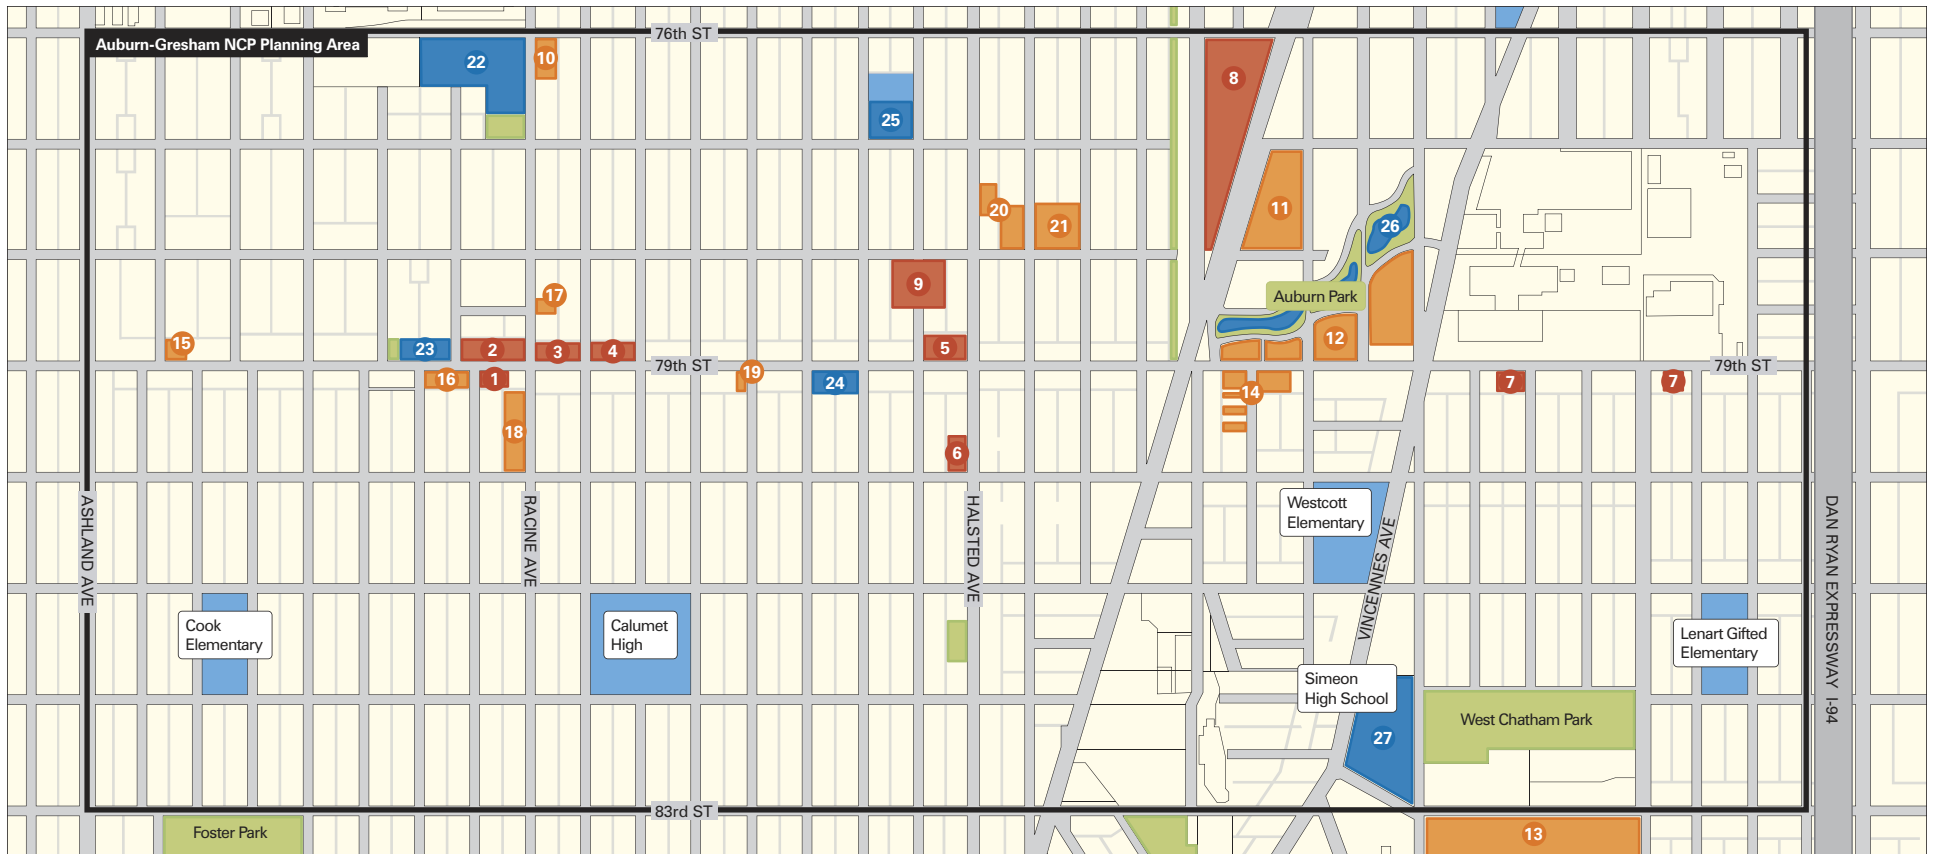 76th ST
Auburn-Gresham NCP Planning Area
22
10
8
25
20
21
11
26
9
17
Auburn Park
15
23
2
3
4
5
12
79th ST
79th ST
16
1
19
24
14
7
7
18
6
ASHLAND AVE
RACINE AVE
HALSTED AVE
Westcott
Elementary
VINCENNES AVE
DAN RYAN EXPRESSWAY I-94
Cook
Elementary
Calumet
High
Lenart Gifted
Elementary
Simeon
High School
27
West Chatham Park
83rd ST
Foster Park
13